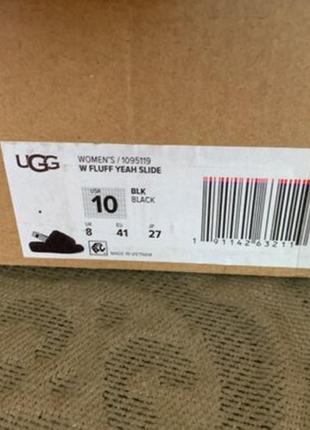 UGG
WOMEN'S / 1095119
W FLUFF YEAH SLIDE
USA
10
BLK
BLACK
UK EU JP
8 41 27
MADE IN VIETNAM
1 91142 63211